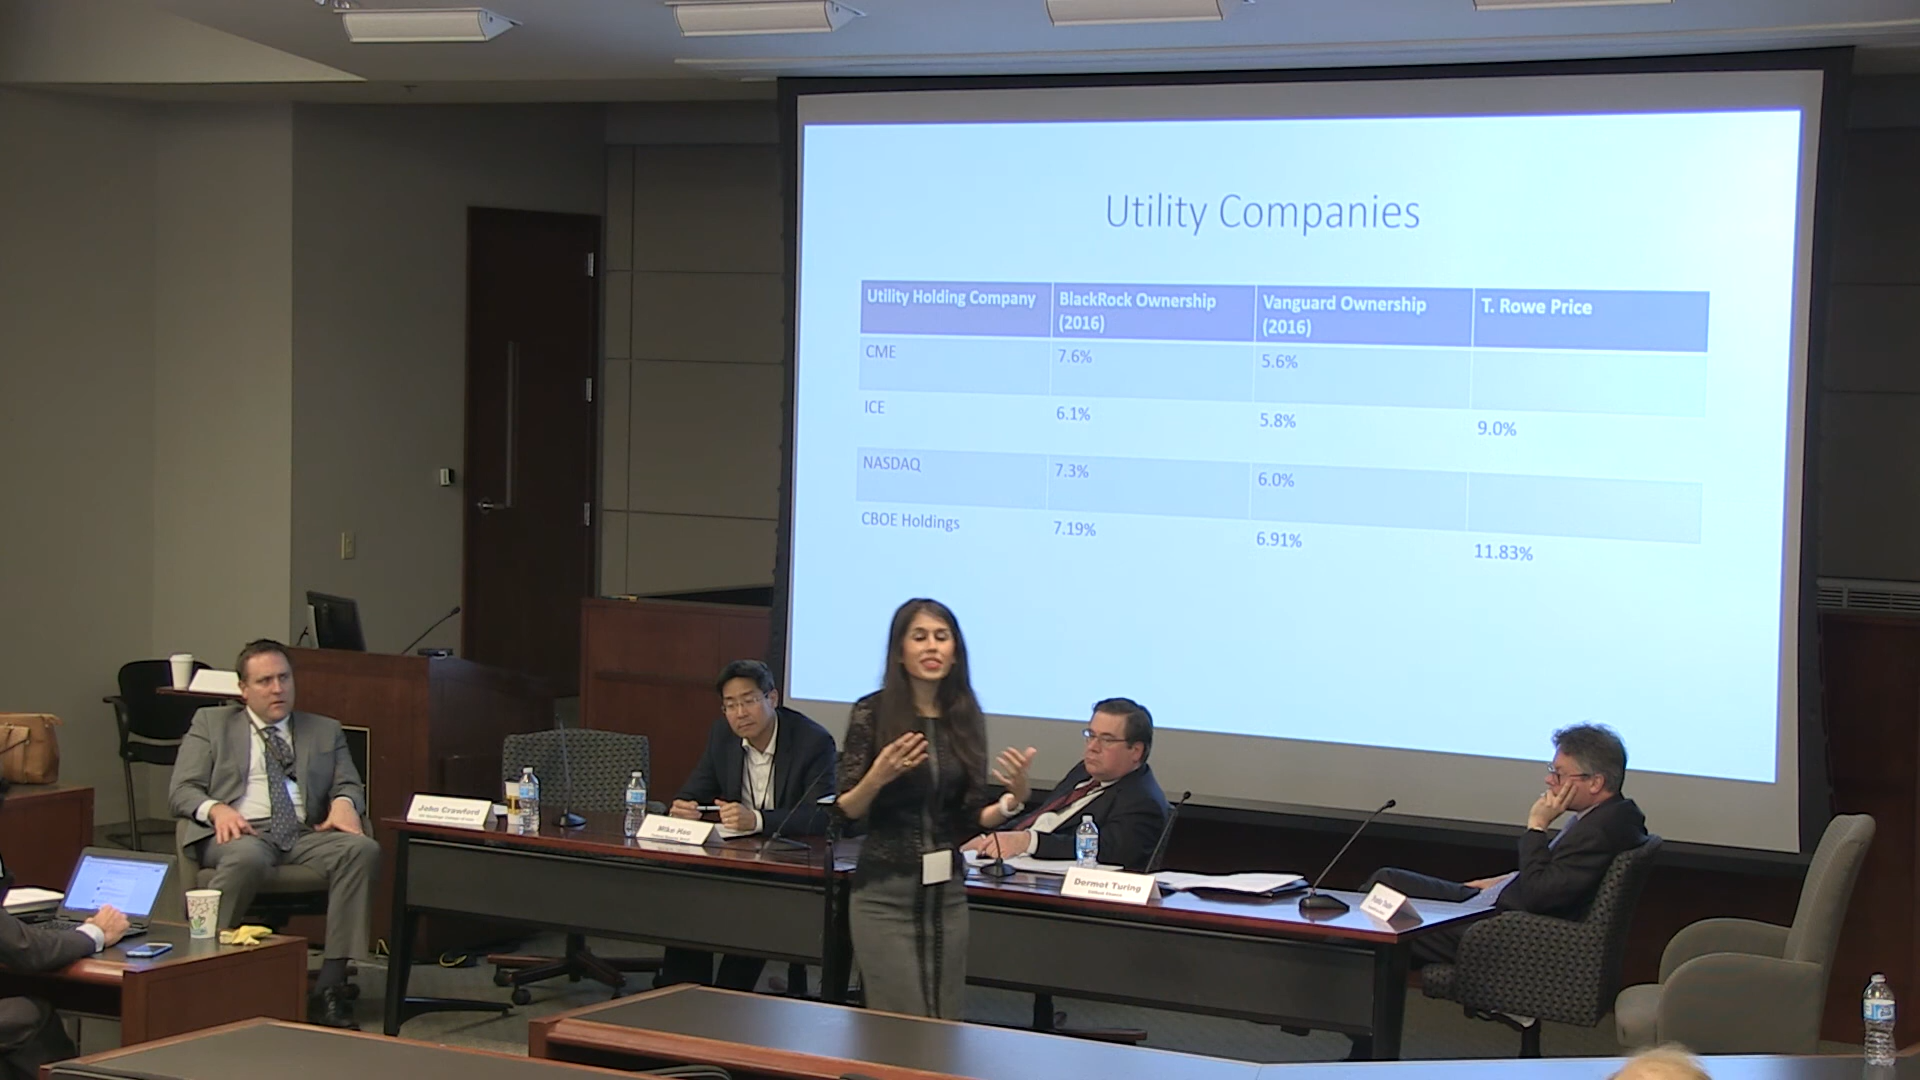 Utility Companies
Utility Holding Company BlackRock Ownership (2016) Vanguard Ownership (2016) T. Rowe Price
CME 7.6% 5.6%
ICE 6.1% 5.8% 9.0%
NASDAQ 7.3% 6.0%
CBOE Holdings 7.19% 6.91% 11.83%
John Crawford
Mike Hee
Dermot Turing